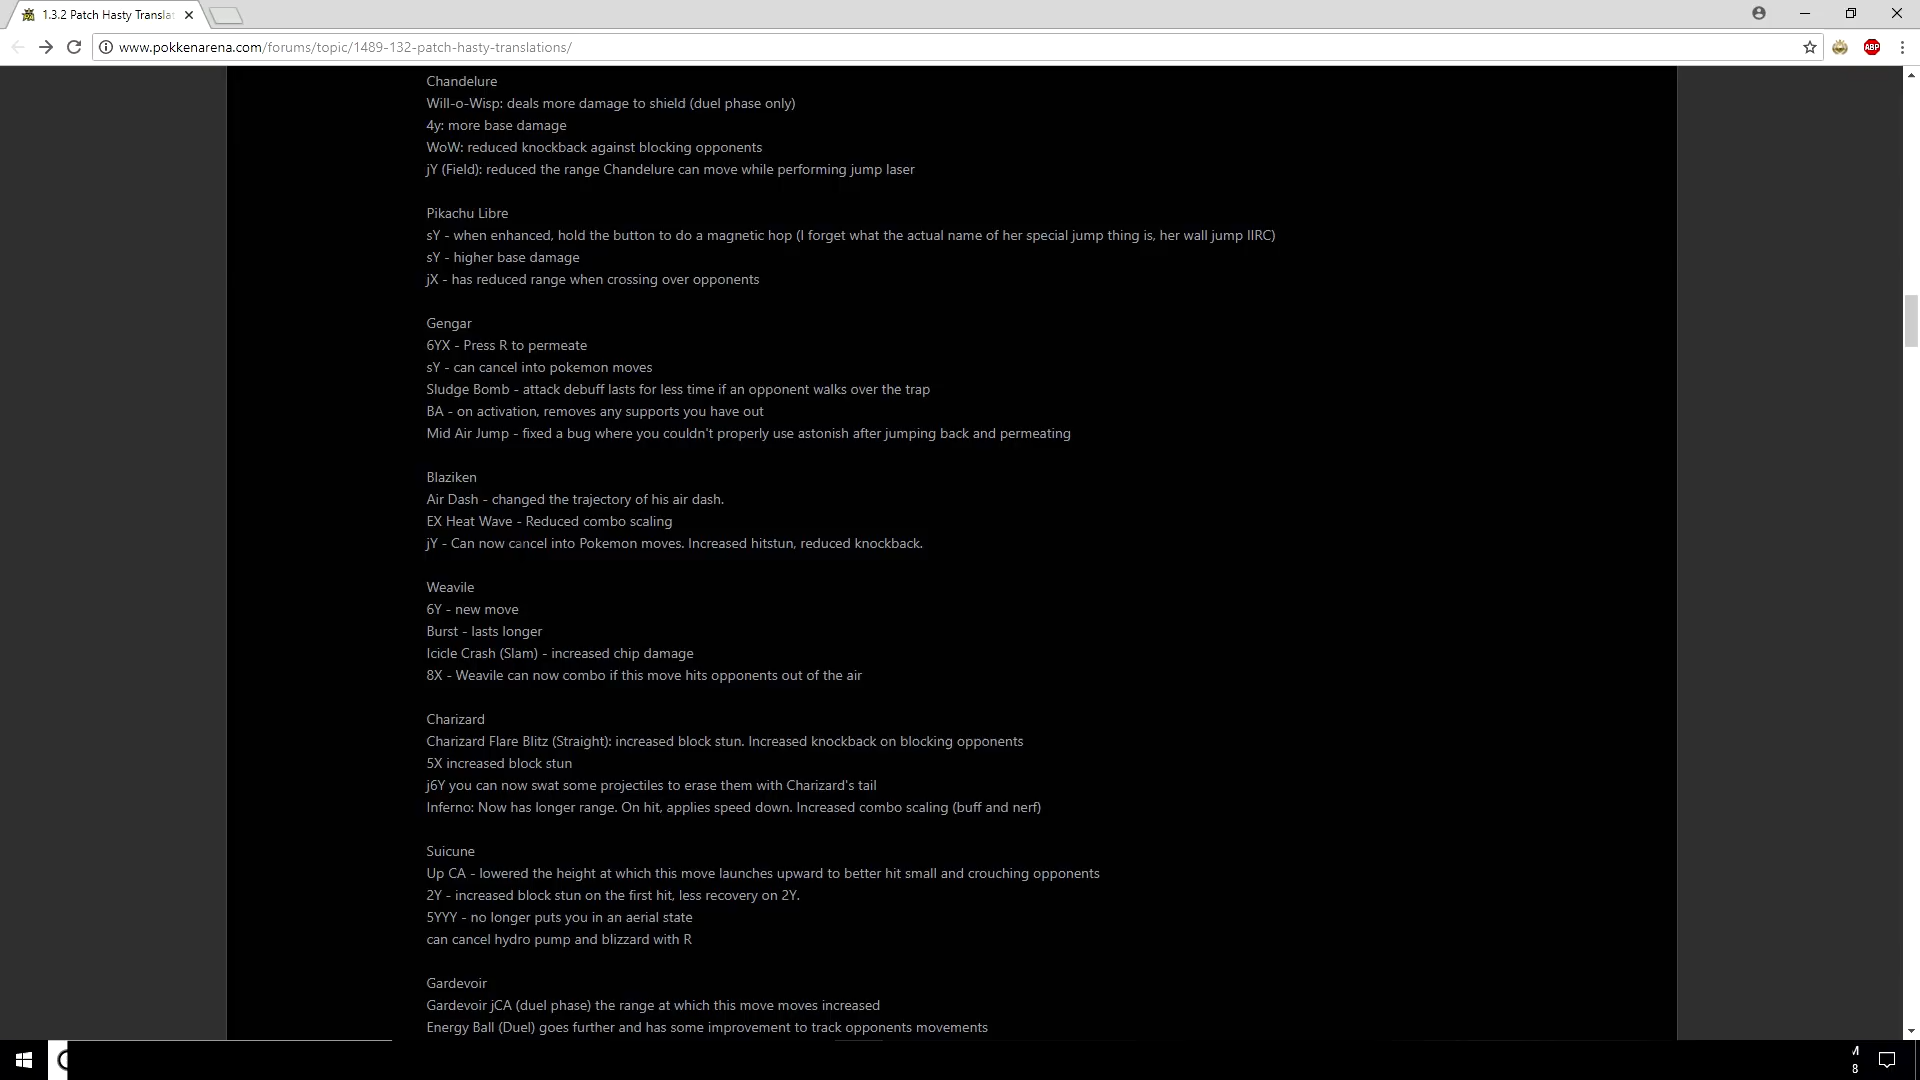 1.3.2 Patch Hasty Transla
www.pokkenarena.com/forums/topic/1489-132-patch-hasty-translations/
ABP
Chandelure
Will-o-Wisp: deals more damage to shield (duel phase only)
4y: more base damage
WoW: reduced knockback against blocking opponents
jY (Field): reduced the range Chandelure can move while performing jump laser
Pikachu Libre
sY - when enhanced, hold the button to do a magnetic hop (I forget what the actual name of her special jump thing is, her wall jump IIRC)
sY - higher base damage
jX - has reduced range when crossing over opponents
Gengar
6YX - Press R to permeate
sY - can cancel into pokemon moves
Sludge Bomb - attack debuff lasts for less time if an opponent walks over the trap
BA - on activation, removes any supports you have out
Mid Air Jump - fixed a bug where you couldn't properly use astonish after jumping back and permeating
Blaziken
Air Dash - changed the trajectory of his air dash.
EX Heat Wave - Reduced combo scaling
jY - Can now cancel into Pokemon moves. Increased hitstun, reduced knockback.
Weavile
6Y - new move
Burst - lasts longer
Icicle Crash (Slam) - increased chip damage
8X - Weavile can now combo if this move hits opponents out of the air
Charizard
Charizard Flare Blitz (Straight): increased block stun. Increased knockback on blocking opponents
5X increased block stun
j6Y you can now swat some projectiles to erase them with Charizard's tail
Inferno: Now has longer range. On hit, applies speed down. Increased combo scaling (buff and nerf)
Suicune
Up CA - lowered the height at which this move launches upward to better hit small and crouching opponents
2Y - increased block stun on the first hit, less recovery on 2Y.
5YYY - no longer puts you in an aerial state
can cancel hydro pump and blizzard with R
Gardevoir
Gardevoir jCA (duel phase) the range at which this move moves increased
Energy Ball (Duel) goes further and has some improvement to track opponents movements
M
8